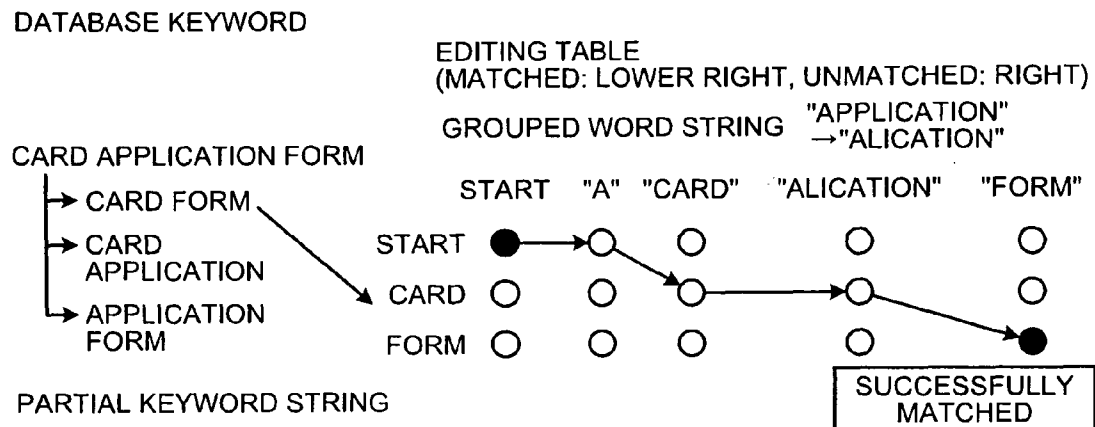 DATABASE KEYWORD
EDITING TABLE
(MATCHED: LOWER RIGHT, UNMATCHED: RIGHT)
GROUPED WORD STRING "APPLICATION"
→"ALICATION"
CARD APPLICATION FORM
CARD FORM
CARD
APPLICATION
APPLICATION
FORM
START "A" "CARD" "ALICATION" "FORM"
START
CARD
FORM
SUCCESSFULLY
MATCHED
PARTIAL KEYWORD STRING